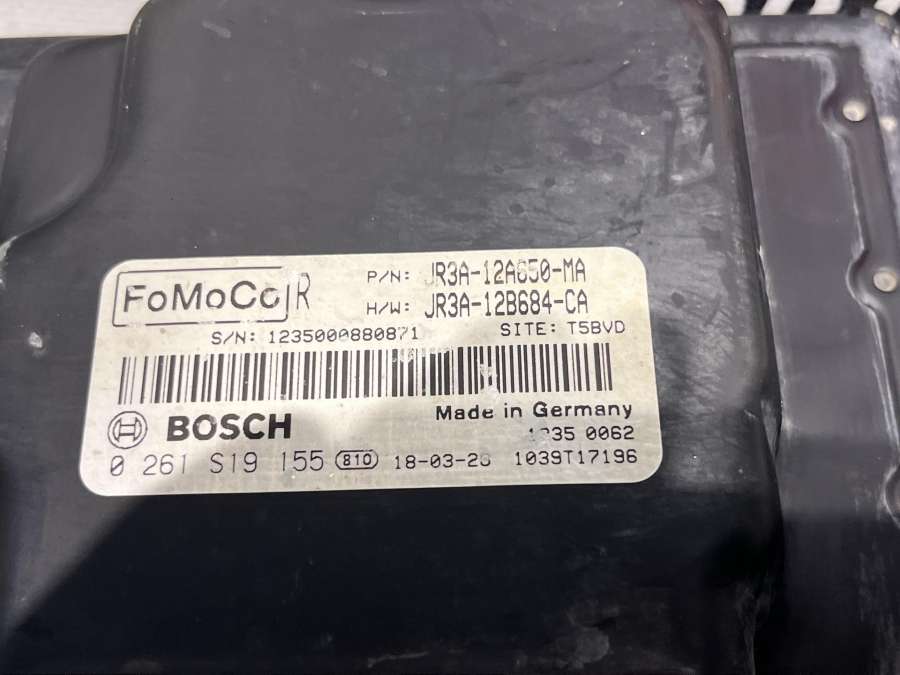 FoMoCo R
P/N: JR3A-12A650-MA
H/W: JR3A-12B684-CA
S/N: 1235000880871
SITE: T5BVD
BOSCH
Made in Germany
0062
0 261 S19 155 810 18-03-28 1039T17196